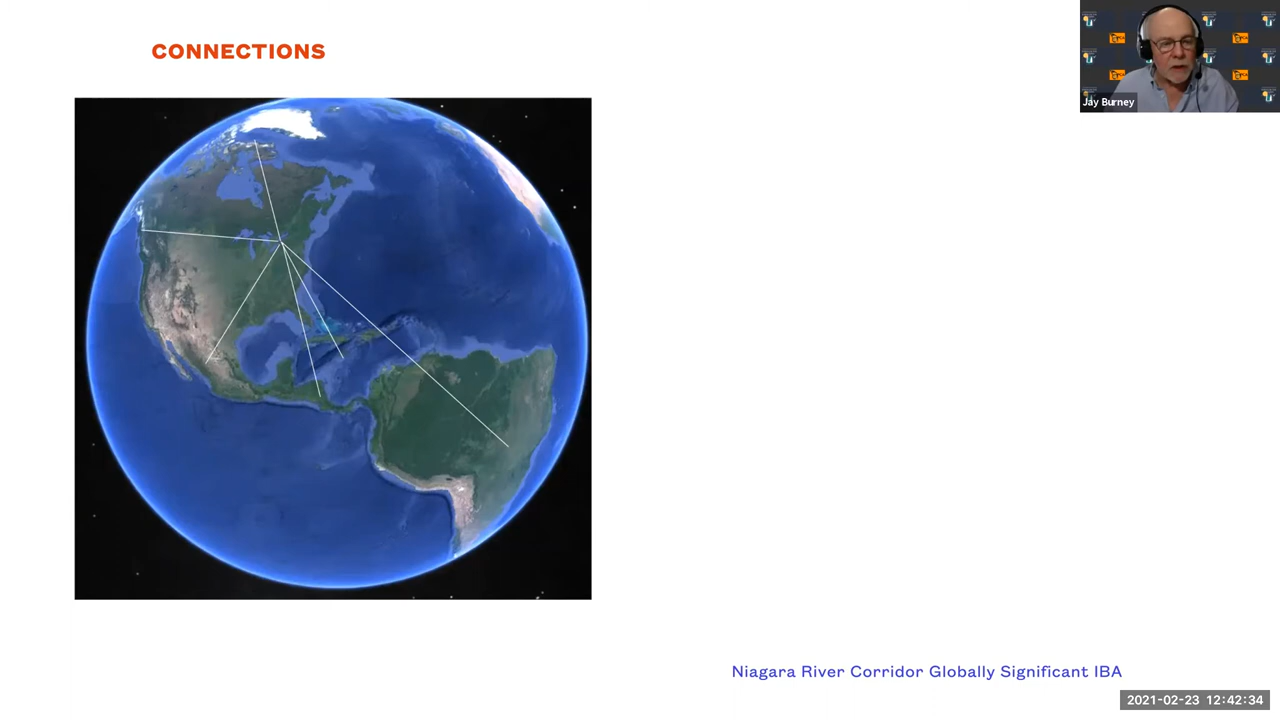 CONNECTIONS
Jay Burney
Niagara River Corridor Globally Significant IBA
2021-02-23 12:42:34